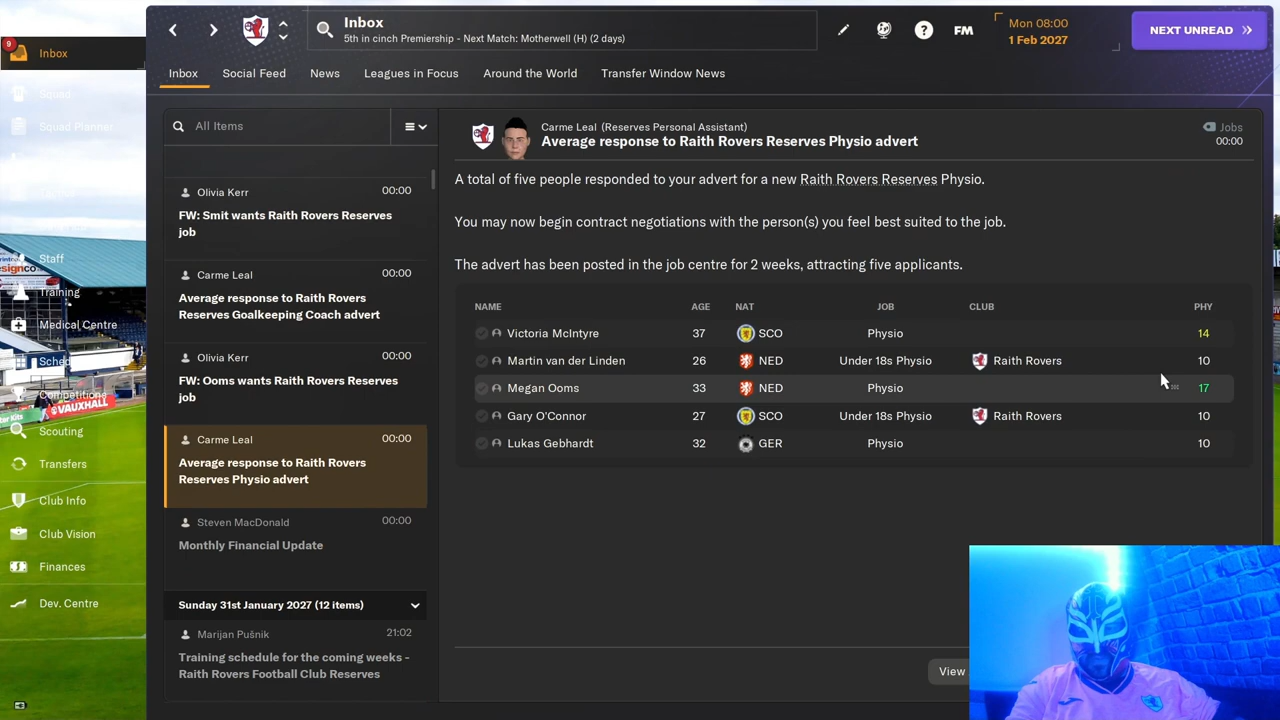 Inbox
5th in cinch Premiership - Next Match: Motherwell (H) (2 days)
?
FM
Mon 08:00
1 Feb 2027
NEXT UNREAD
9
Inbox
Squad
Squad Planner
Staff
Training
Medical Centre
Sched
Competitions
Scouting
Transfers
Club Info
Club Vision
Finances
Dev. Centre
VAUXHALL
Inbox Social Feed News Leagues in Focus Around the World Transfer Window News
All Items
Olivia Kerr 00:00
FW: Smit wants Raith Rovers Reserves
job
Carme Leal 00:00
Average response to Raith Rovers
Reserves Goalkeeping Coach advert
Olivia Kerr 00:00
FW: Ooms wants Raith Rovers Reserves
job
Carme Leal 00:00
Average response to Raith Rovers
Reserves Physio advert
Steven MacDonald 00:00
Monthly Financial Update
Sunday 31st January 2027 (12 items)
Marijan Pušnik 21:02
Training schedule for the coming weeks -
Raith Rovers Football Club Reserves
Carme Leal (Reserves Personal Assistant)
Average response to Raith Rovers Reserves Physio advert
Jobs
00:00
A total of five people responded to your advert for a new Raith Rovers Reserves Physio.
You may now begin contract negotiations with the person(s) you feel best suited to the job.
The advert has been posted in the job centre for 2 weeks, attracting five applicants.
NAME AGE NAT JOB CLUB PHY
Victoria McIntyre 37 SCO Physio 14
Martin van der Linden 26 NED Under 18s Physio Raith Rovers 10
Megan Ooms 33 NED Physio 17
Gary O'Connor 27 SCO Under 18s Physio Raith Rovers 10
Lukas Gebhardt 32 GER Physio 10
View